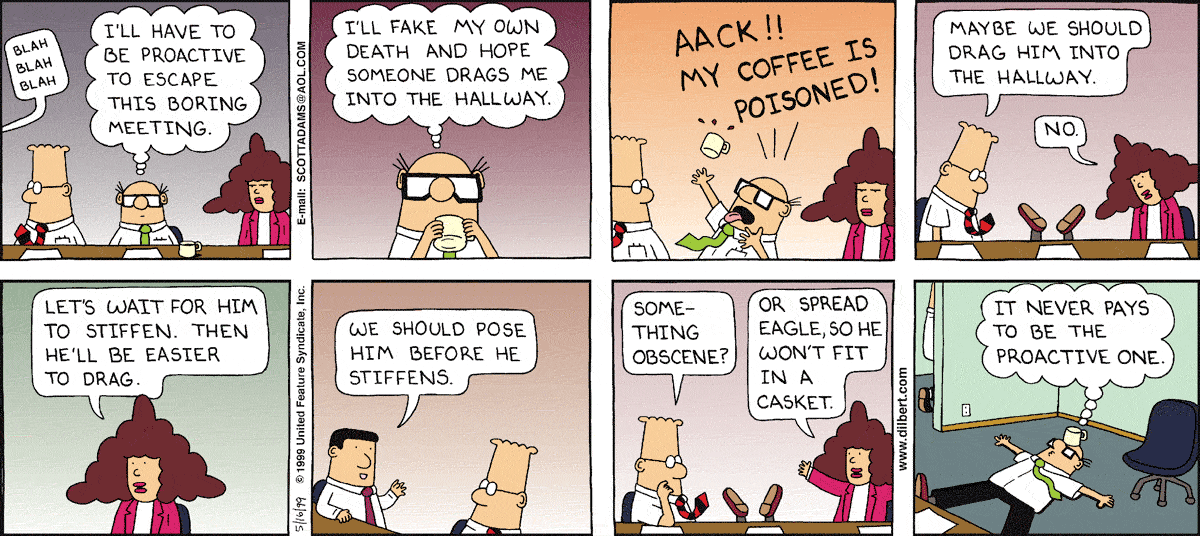 BLAH
BLAH
BLAH
I'LL HAVE TO
BE PROACTIVE
TO ESCAPE
THIS BORING
MEETING.
E-mail: SCOTTADAMS@AOL.COM
I'LL FAKE MY OWN
DEATH AND HOPE
SOMEONE DRAGS ME
INTO THE HALLWAY.
AACK!!
MY COFFEE IS
POISONED!
MAYBE WE SHOULD
DRAG HIM INTO
THE HALLWAY.
NO.
LET'S WAIT FOR HIM
TO STIFFEN. THEN
HE'LL BE EASIER
TO DRAG.
5/16/99 © 1999 United Feature Syndicate, Inc.
WE SHOULD POSE
HIM BEFORE HE
STIFFENS.
SOME-
THING
OBSCENE?
OR SPREAD
EAGLE, SO HE
WON'T FIT
IN A
CASKET.
www.dilbert.com
IT NEVER PAYS
TO BE THE
PROACTIVE ONE.